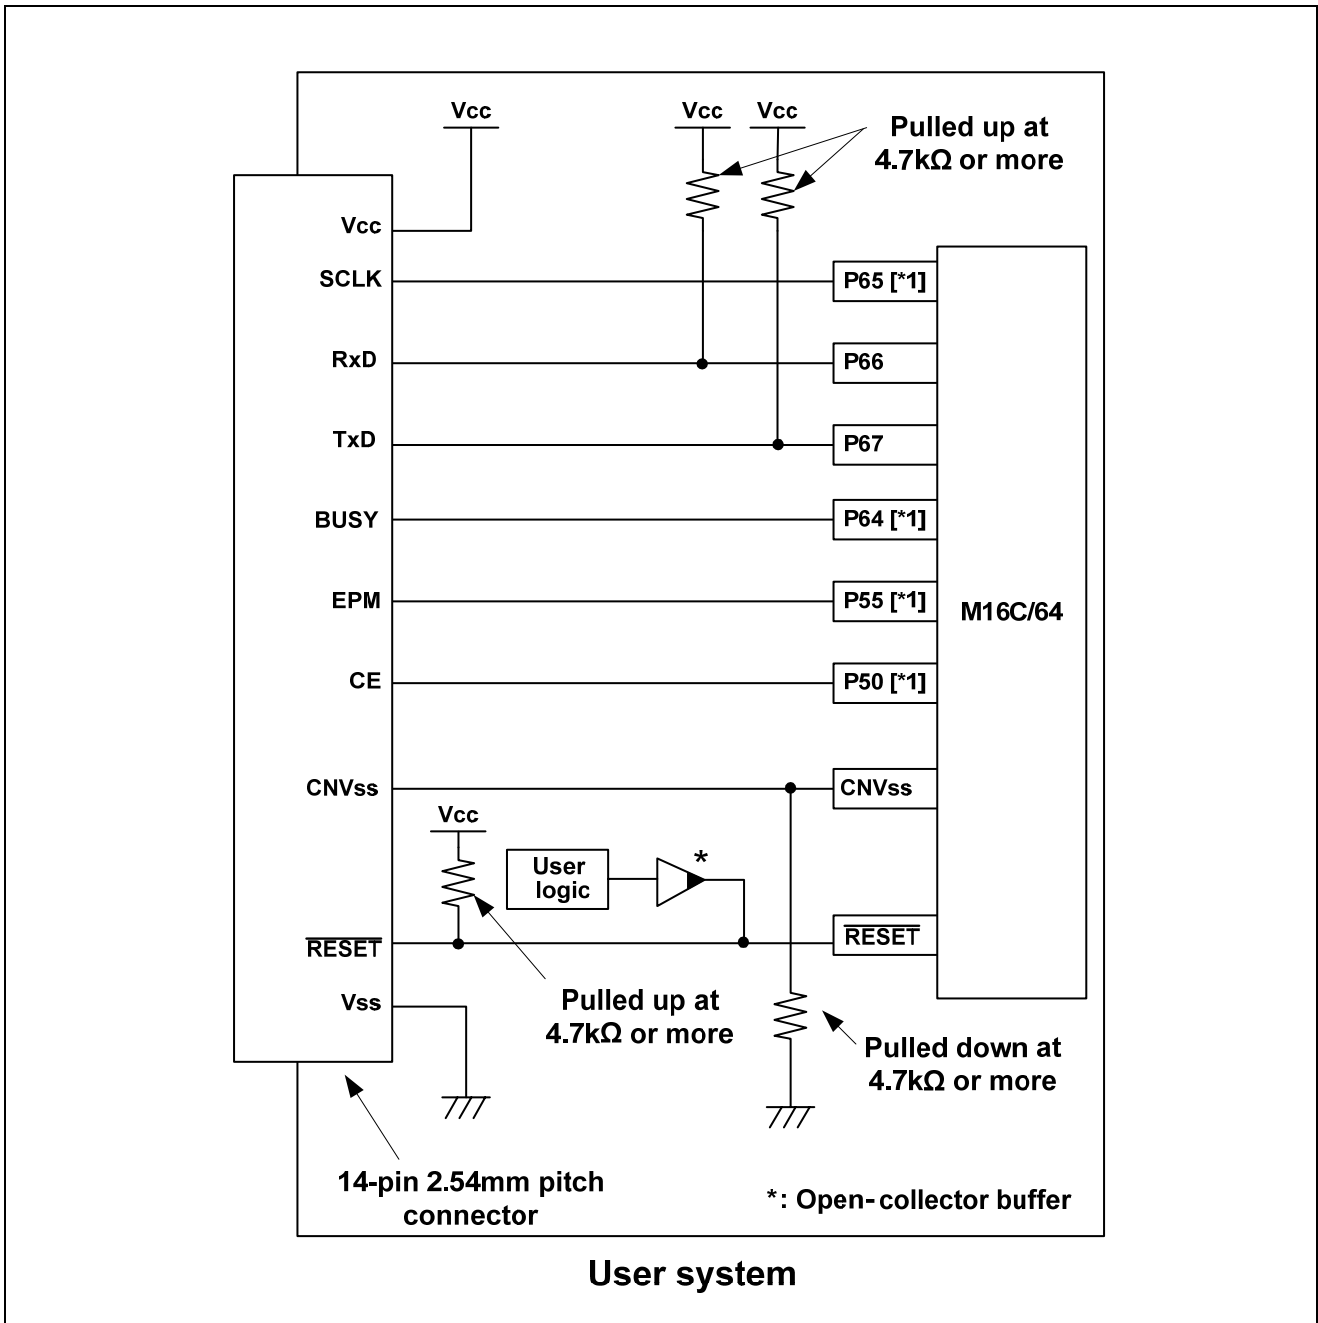 Vcc
Vcc
Vcc
Pulled up at
4.7kΩ or more
Vcc
SCLK
P65 [*1]
RxD
P66
TxD
P67
BUSY
P64 [*1]
EPM
P55 [*1]
M16C/64
CE
P50 [*1]
CNVss
CNVss
Vcc
User
logic
*
RESET
RESET
Vss
Pulled up at
4.7kΩ or more
Pulled down at
4.7kΩ or more
14-pin 2.54mm pitch
connector
*: Open-collector buffer
User system